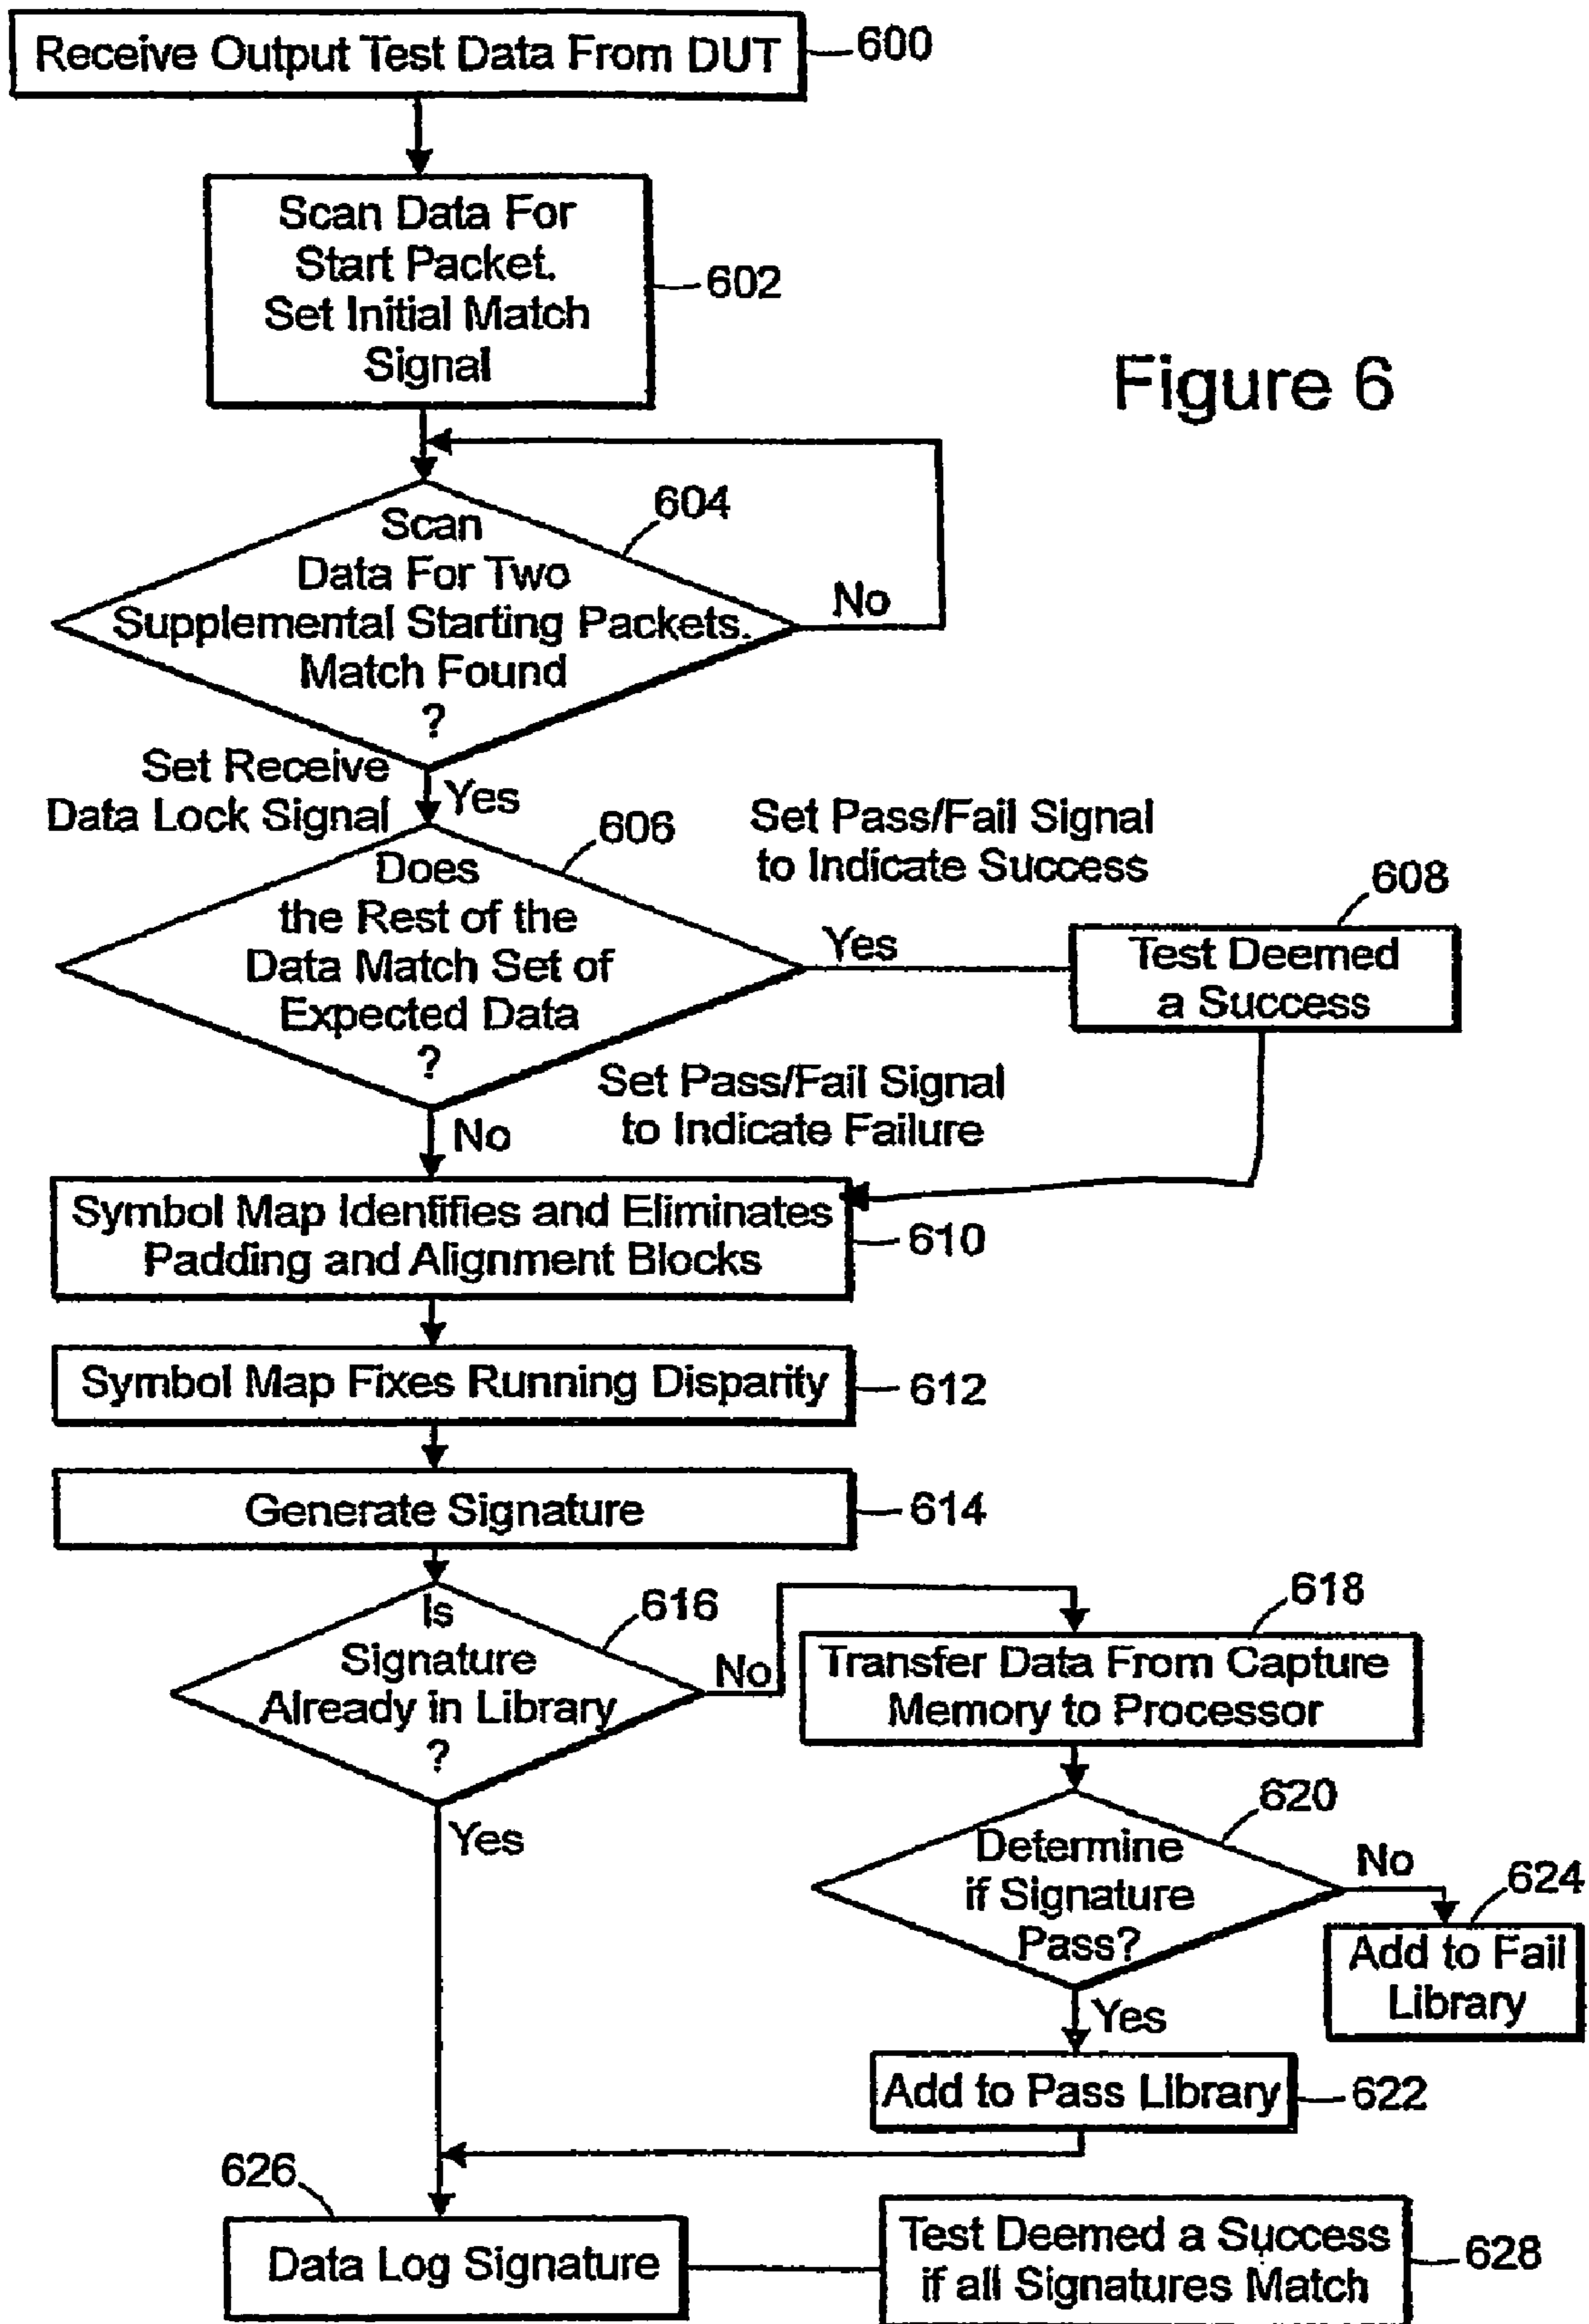 Receive Output Test Data From DUT
600
Scan Data For
Start Packet.
Set Initial Match
Signal
602
Figure 6
604
Scan
Data For Two
Supplemental Starting Packets.
Match Found
?
No
Set Receive
Data Lock Signal
Yes
606
Does
the Rest of the
Data Match Set of
Expected Data
?
Set Pass/Fail Signal
to Indicate Success
Yes
608
Test Deemed
a Success
Set Pass/Fail Signal
to Indicate Failure
No
Symbol Map Identifies and Eliminates
Padding and Alignment Blocks
610
Symbol Map Fixes Running Disparity
612
Generate Signature
614
616
Is
Signature
Already in Library
?
No
618
Transfer Data From Capture
Memory to Processor
Yes
620
Determine
if Signature
Pass?
No
624
Add to Fail
Library
Yes
Add to Pass Library
622
626
Data Log Signature
Test Deemed a Success
if all Signatures Match
628